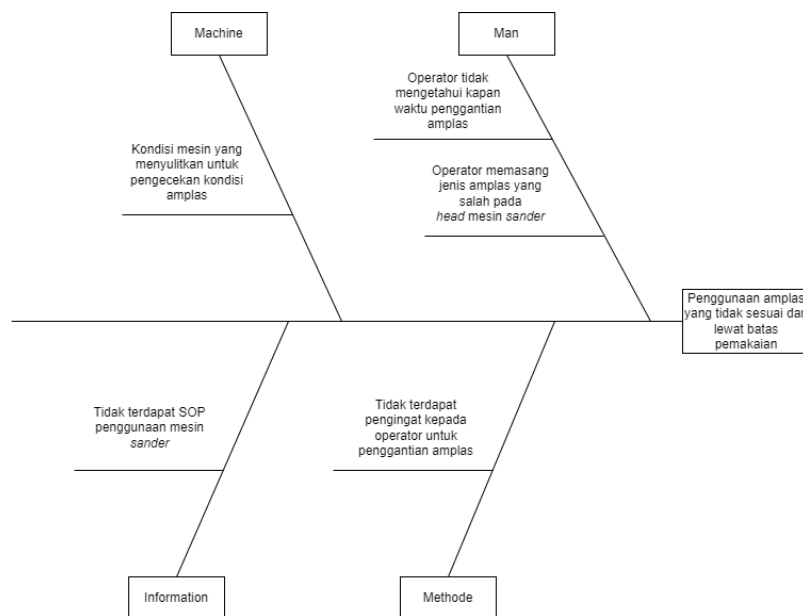 Machine
Man
Operator tidak
mengetahui kapan
waktu penggantian
amplas
Kondisi mesin yang
menyulitkan untuk
pengecekan kondisi
amplas
Operator memasang
jenis amplas yang
salah pada
head mesin sander
Penggunaan amplas
yang tidak sesuai dan
lewat batas
pemakaian
Tidak terdapat SOP
penggunaan mesin
sander
Tidak terdapat
pengingat kepada
operator untuk
penggantian amplas
Information
Methode